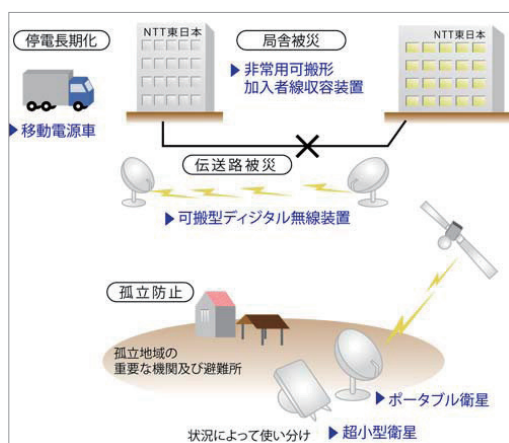 停電長期化
NTT東日本
局舎被災
NTT東日本
▶非常用可搬形
加入者線収容装置
▶移動電源車
伝送路被災
▶可搬型ディジタル無線装置
孤立防止
孤立地域の
重要な機関及び避難所
▶ポータブル衛星
状況によって使い分け
▶超小型衛星